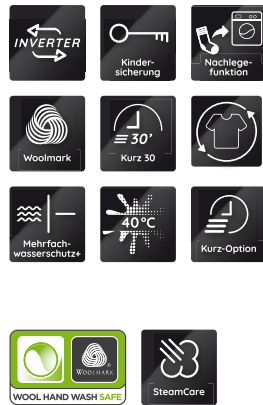 INVERTER
Kinder-
sicherung
Nachlege-
funktion
Woolmark
30'
Kurz 30
Mehrfach-
wasserschutz+
40°C
Kurz-Option
WOOLMARK
WOOL HAND WASH SAFE
SteamCare